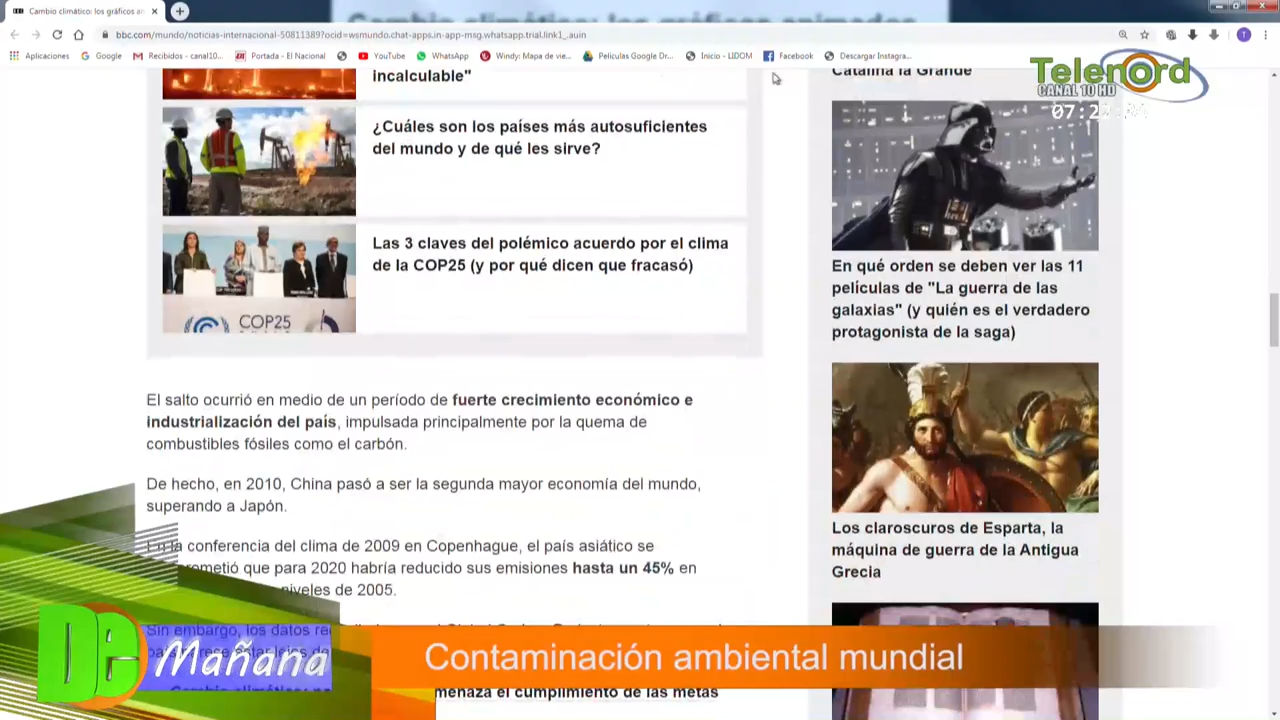 Cambio climático: los gráficos animados
Cambio climático: los gráficos an
bbc.com/mundo/noticias-internacional-50811389?ocid=wsmundo.chat-apps.in-app-msg.whatsapp.trial.link1_.auin
Aplicaciones
Google
Recibidos - canal10...
Portada - El Nacional
YouTube
WhatsApp
Windy: Mapa de vie...
Peliculas Google Dr...
Inicio - LIDOM
Facebook
Descargar Instagra...
Telenord
CANAL 10 HD
incalculable"
¿Cuáles son los países más autosuficientes
del mundo y de qué les sirve?
Las 3 claves del polémico acuerdo por el clima
de la COP25 (y por qué dicen que fracasó)
COP25
El salto ocurrió en medio de un período de fuerte crecimiento económico e
industrialización del país, impulsada principalmente por la quema de
combustibles fósiles como el carbón.
De hecho, en 2010, China pasó a ser la segunda mayor economía del mundo,
superando a Japón.
la conferencia del clima de 2009 en Copenhague, el país asiático se
para 2020 habría reducido sus emisiones hasta un 45% en
niveles de 2005.
Sin embargo, los datos
el cumplimiento de las metas
Catalina la Grande
En qué orden se deben ver las 11
películas de "La guerra de las
galaxias" (y quién es el verdadero
protagonista de la saga)
Los claroscuros de Esparta, la
máquina de guerra de la Antigua
Grecia
De Mañana
Contaminación ambiental mundial